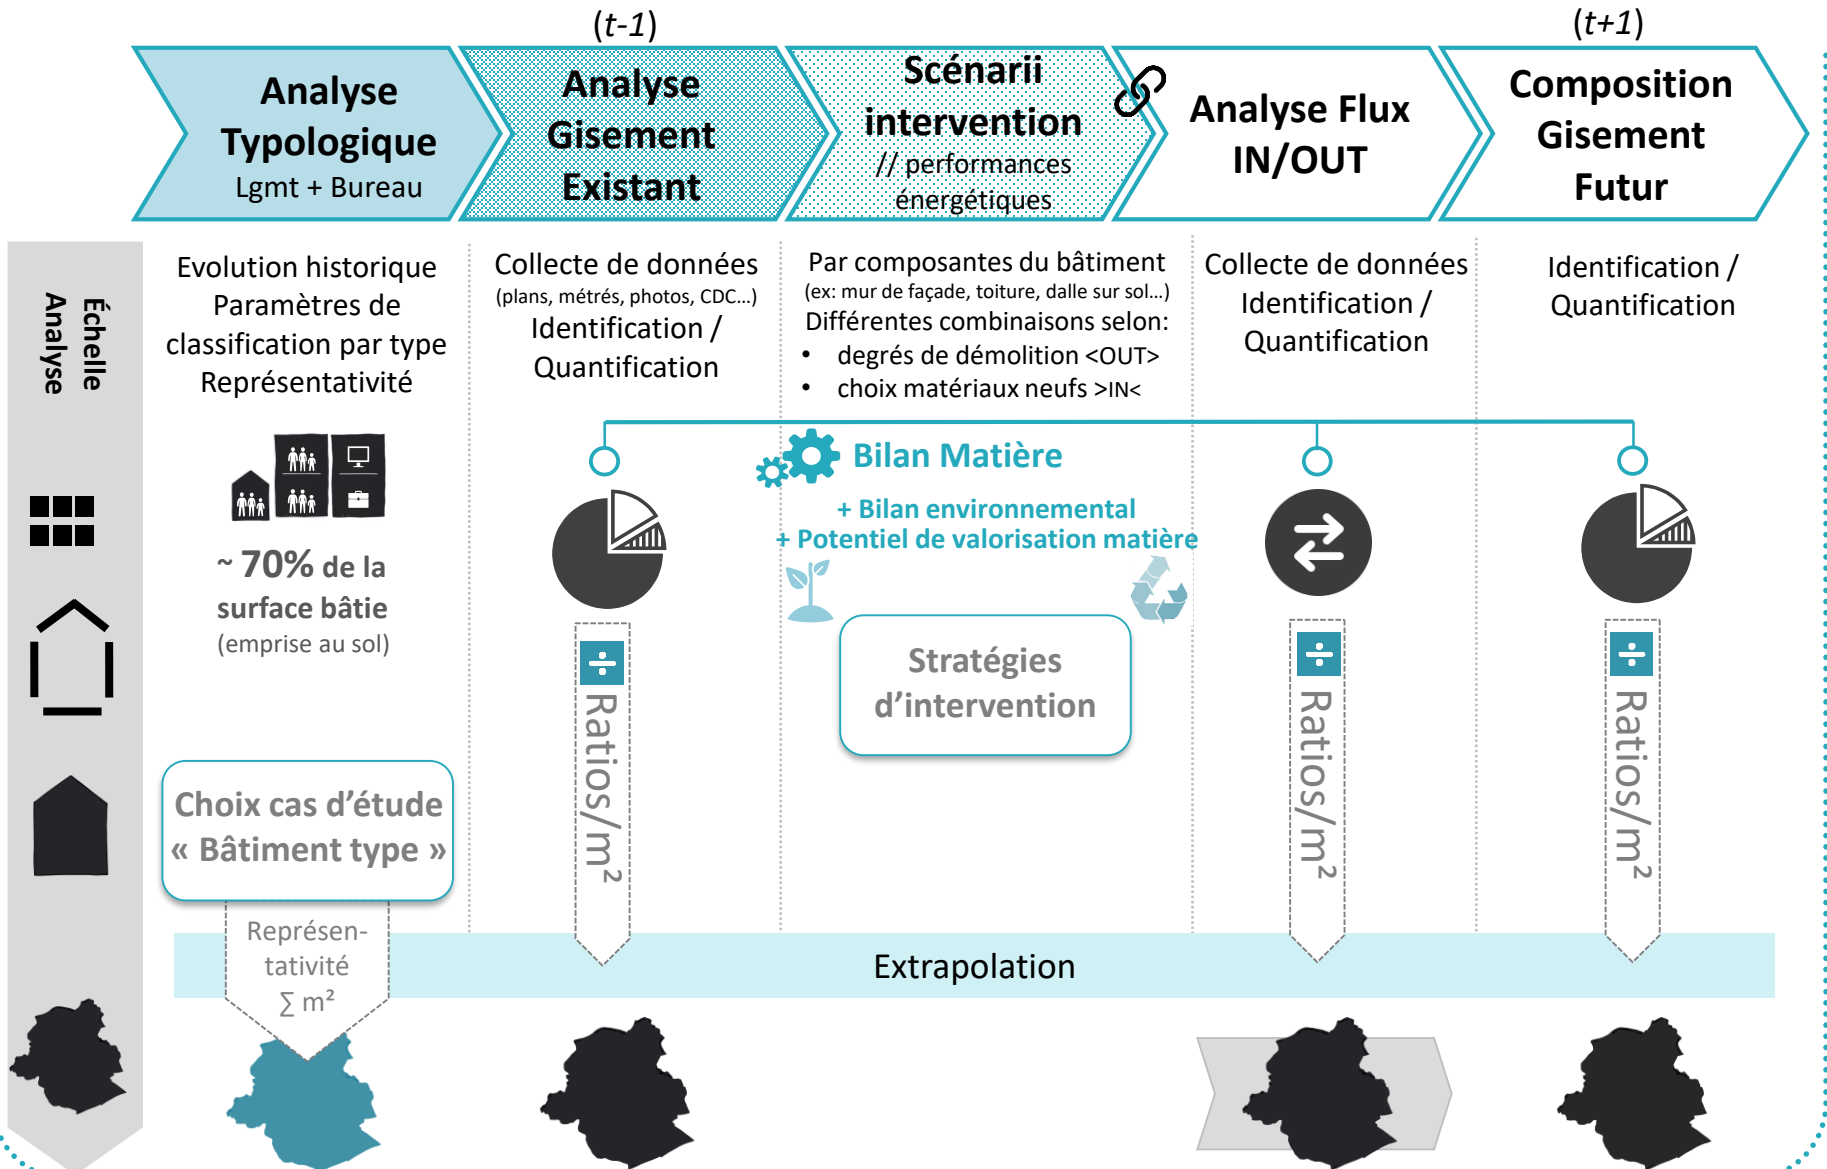 (t-1)
(t+1)
Analyse
Typologique
Lgmt + Bureau
Analyse
Gisement
Existant
Scénarii
intervention
// performances
énergétiques
Analyse Flux
IN/OUT
Composition
Gisement
Futur
Échelle
Analyse
Evolution historique
Paramètres de
classification par type
Représentativité
~ 70% de la
surface bâtie
(emprise au sol)
Choix cas d’étude
« Bâtiment type »
Représen-
tativité
∑ m²
Collecte de données
(plans, métrés, photos, CDC...)
Identification /
Quantification
÷
Ratios/m²
Par composantes du bâtiment
(ex: mur de façade, toiture, dalle sur sol...)
Différentes combinaisons selon:
• degrés de démolition <OUT>
• choix matériaux neufs >IN<
Bilan Matière
+ Bilan environnemental
+ Potentiel de valorisation matière
Stratégies
d’intervention
Collecte de données
Identification /
Quantification
÷
Ratios/m²
Identification /
Quantification
÷
Ratios/m²
Extrapolation